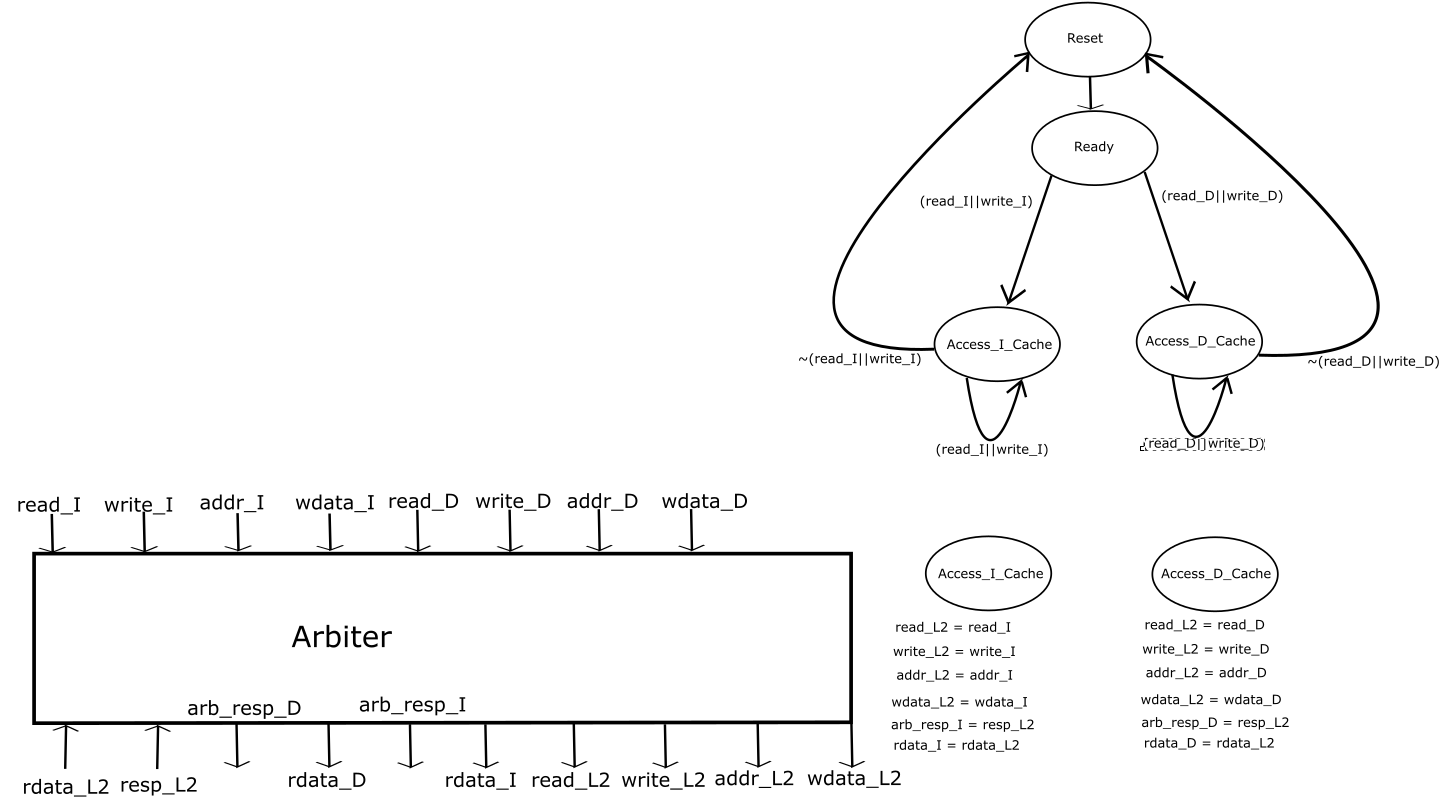 Reset
Ready
(read_I||write_I)
(read_D||write_D)
Access_I_Cache
Access_D_Cache
~(read_I||write_I)
~(read_D||write_D)
(read_I||write_I)
(read_D||write_D)
read_I
write_I
addr_I
wdata_I
read_D
write_D
addr_D
wdata_D
Arbiter
arb_resp_D
arb_resp_I
rdata_L2
resp_L2
rdata_D
rdata_I
read_L2
write_L2
addr_L2
wdata_L2
Access_I_Cache
read_L2 = read_I
write_L2 = write_I
addr_L2 = addr_I
wdata_L2 = wdata_I
arb_resp_I = resp_L2
rdata_I = rdata_L2
Access_D_Cache
read_L2 = read_D
write_L2 = write_D
addr_L2 = addr_D
wdata_L2 = wdata_D
arb_resp_D = resp_L2
rdata_D = rdata_L2